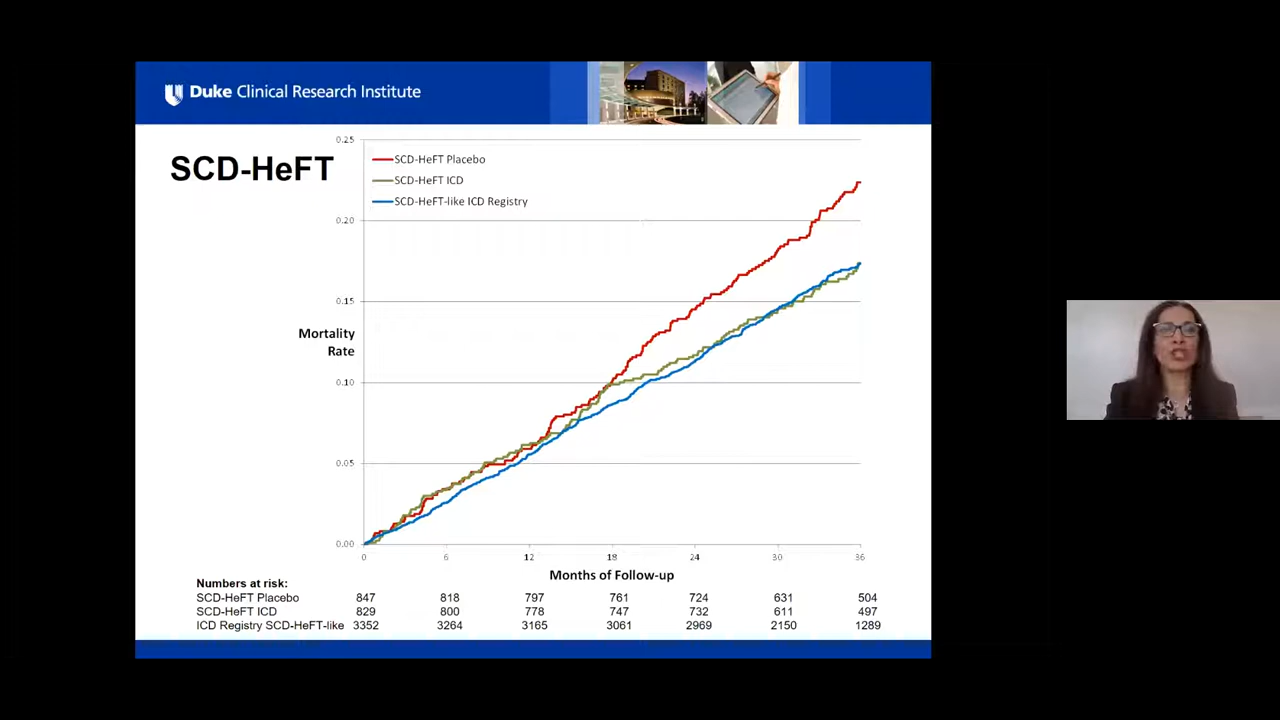 Duke Clinical Research Institute
SCD-HeFT
0.25
0.20
0.15
0.10
0.05
0.00
Mortality
Rate
SCD-HeFT Placebo
SCD-HeFT ICD
SCD-HeFT-like ICD Registry
0 6 12 18 24 30 36
Months of Follow-up
Numbers at risk:
SCD-HeFT Placebo 847 818 797 761 724 631 504
SCD-HeFT ICD 829 800 778 747 732 611 497
ICD Registry SCD-HeFT-like 3352 3264 3165 3061 2969 2150 1289